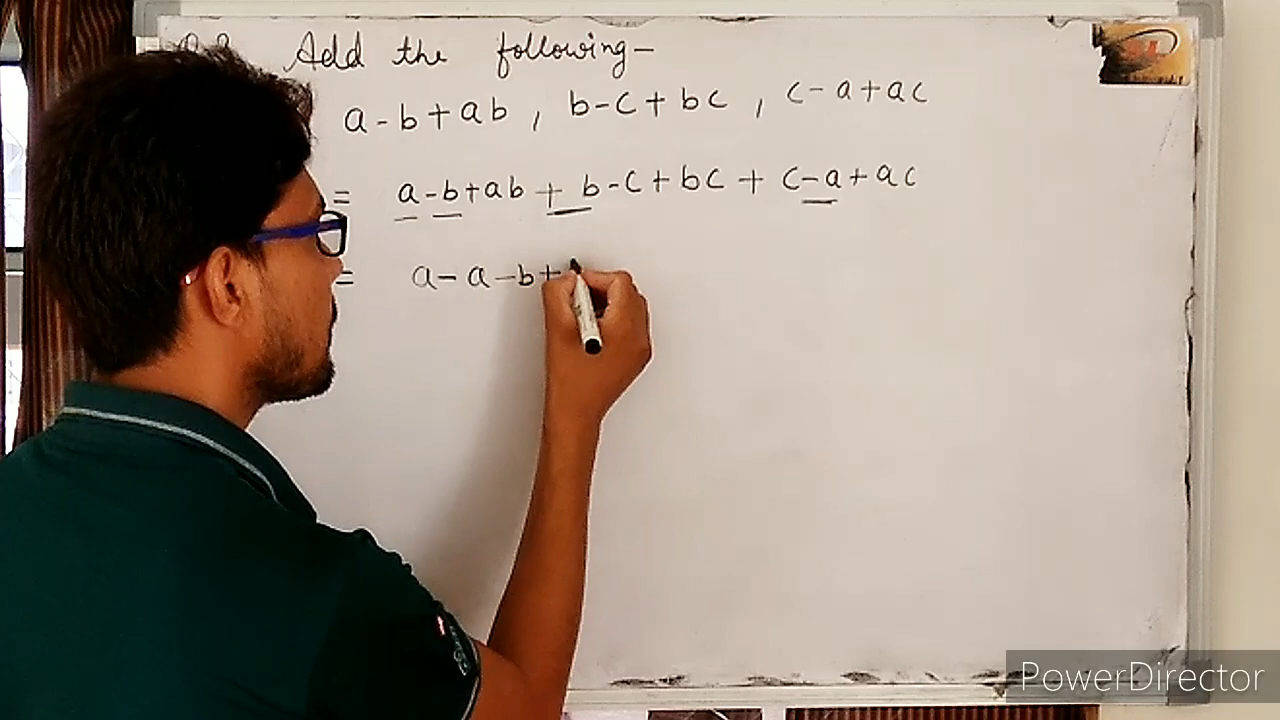 Add the following-
a-b+ab, b-c+bc, c-a+ac
= a-b+ab + b-c+bc + c-a+ac
= a-a-b+
PowerDirector